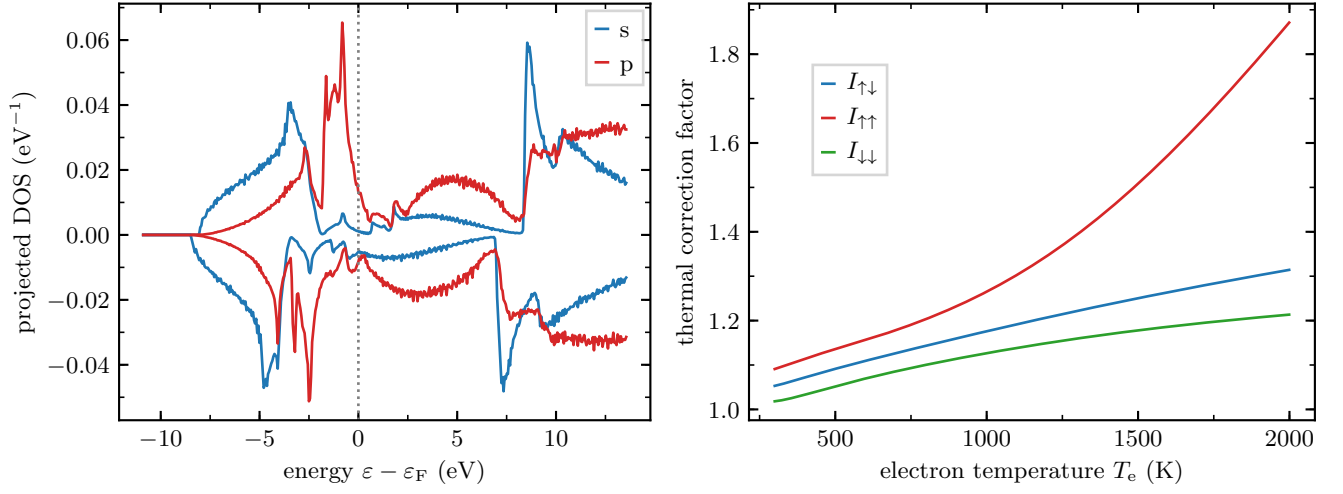 projected DOS (eV⁻¹)
0.06
0.04
0.02
0.00
−0.02
−0.04
−10
−5
0
5
10
energy ε − ε_F (eV)
s
p
thermal correction factor
1.8
1.6
1.4
1.2
1.0
500
1000
1500
2000
electron temperature T_e (K)
I↑↓
I↑↑
I↓↓